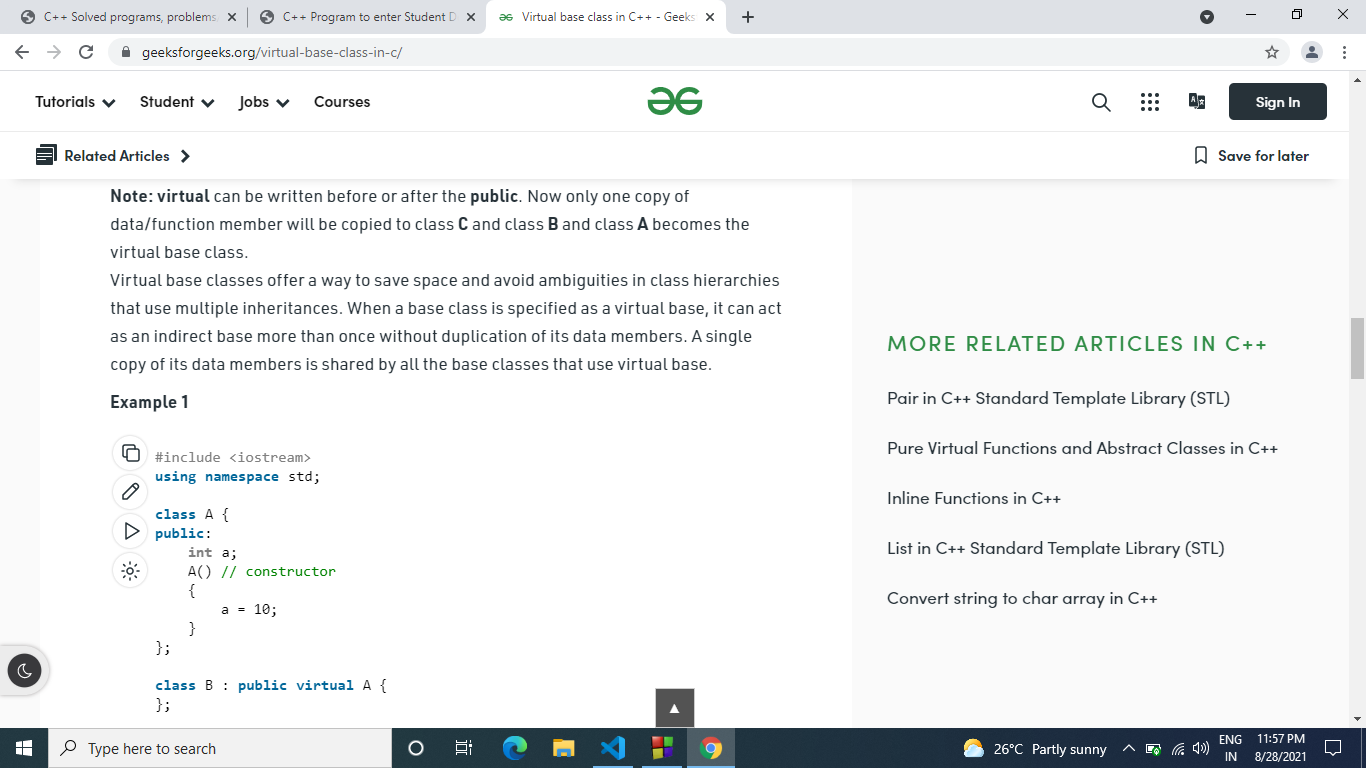 C++ Solved programs, problems
C++ Program to enter Student D
Virtual base class in C++ - Geeks
geeksforgeeks.org/virtual-base-class-in-c/
Tutorials
Student
Jobs
Courses
Sign In
Related Articles
Save for later
Note: virtual can be written before or after the public. Now only one copy of
data/function member will be copied to class C and class B and class A becomes the
virtual base class.
Virtual base classes offer a way to save space and avoid ambiguities in class hierarchies
that use multiple inheritances. When a base class is specified as a virtual base, it can act
as an indirect base more than once without duplication of its data members. A single
copy of its data members is shared by all the base classes that use virtual base.
Example 1
#include <iostream>
using namespace std;
class A {
public:
int a;
A() // constructor
{
a = 10;
}
};
class B : public virtual A {
};
MORE RELATED ARTICLES IN C++
Pair in C++ Standard Template Library (STL)
Pure Virtual Functions and Abstract Classes in C++
Inline Functions in C++
List in C++ Standard Template Library (STL)
Convert string to char array in C++
Type here to search
26°C Partly sunny
ENG
IN
11:57 PM
8/28/2021